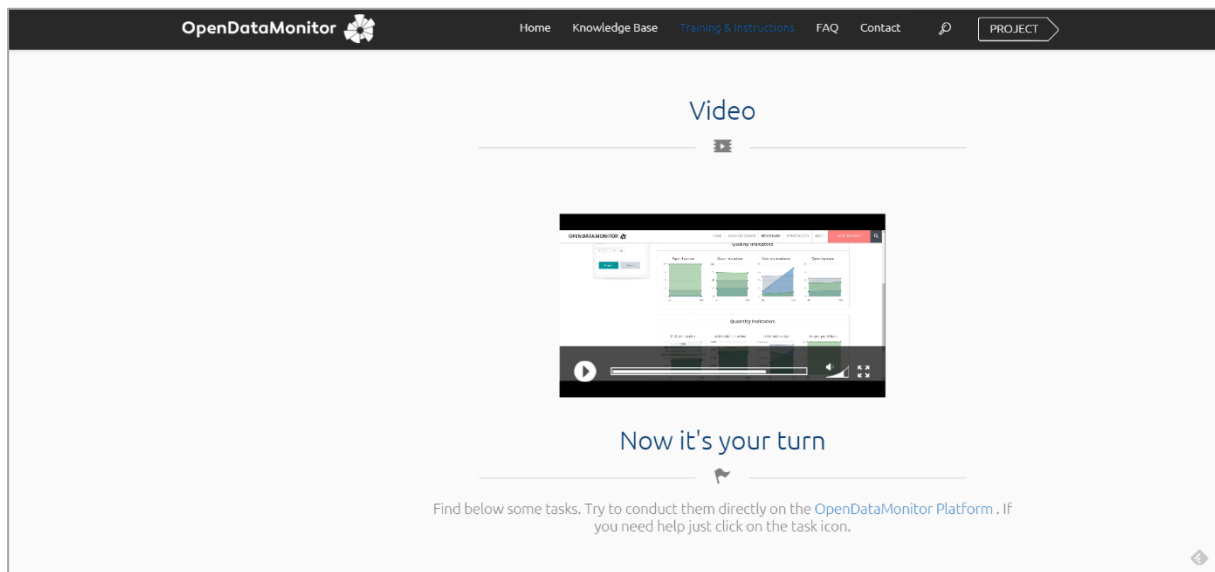 OpenDataMonitor
Home Knowledge Base Training & Instructions FAQ Contact PROJECT
Video
OPENDATAMONITOR
Quality Indicators
Quantity Indicators
Now it's your turn
Find below some tasks. Try to conduct them directly on the OpenDataMonitor Platform . If
you need help just click on the task icon.